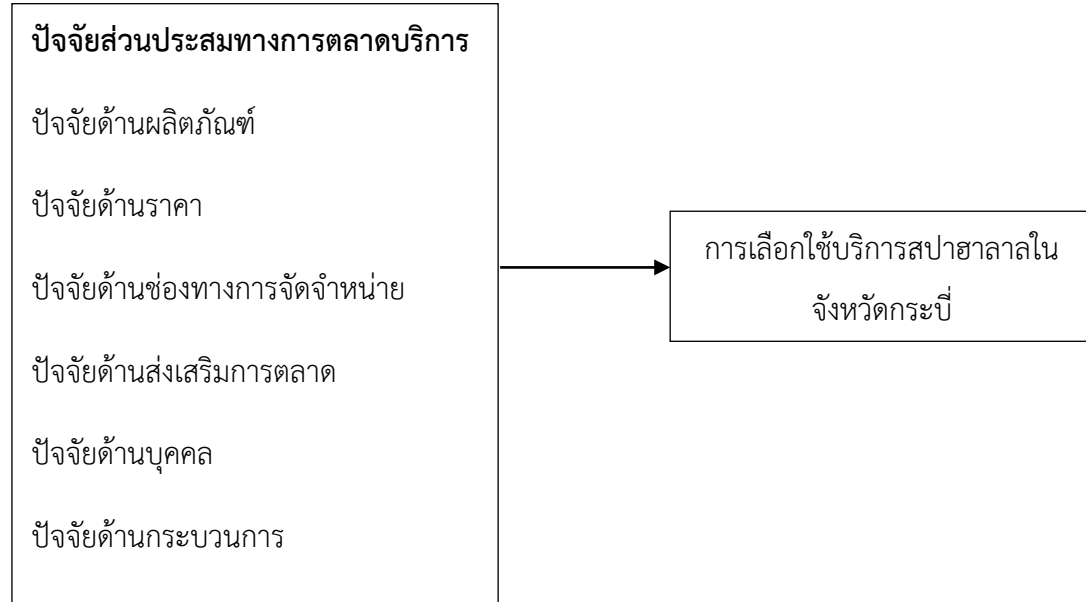 ปัจจัยส่วนประสมทางการตลาดบริการ
ปัจจัยด้านผลิตภัณฑ์
ปัจจัยด้านราคา
ปัจจัยด้านช่องทางการจัดจำหน่าย
ปัจจัยด้านส่งเสริมการตลาด
ปัจจัยด้านบุคคล
ปัจจัยด้านกระบวนการ
การเลือกใช้บริการสปาฮาลาลใน
จังหวัดกระบี่